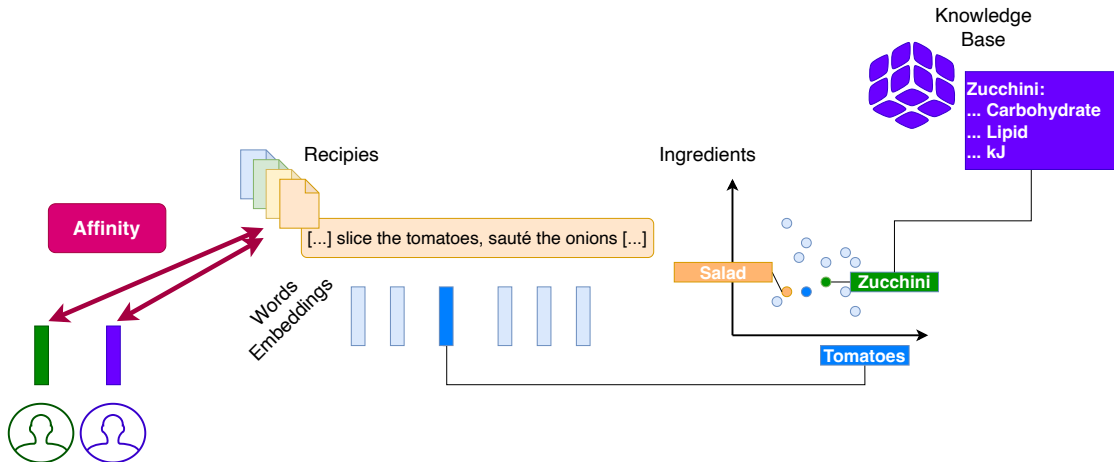 Knowledge
Base
Zucchini:
... Carbohydrate
... Lipid
... kJ
Recipies
Ingredients
Affinity
[...] slice the tomatoes, sauté the onions [...]
Salad
Zucchini
Words
Embeddings
Tomatoes